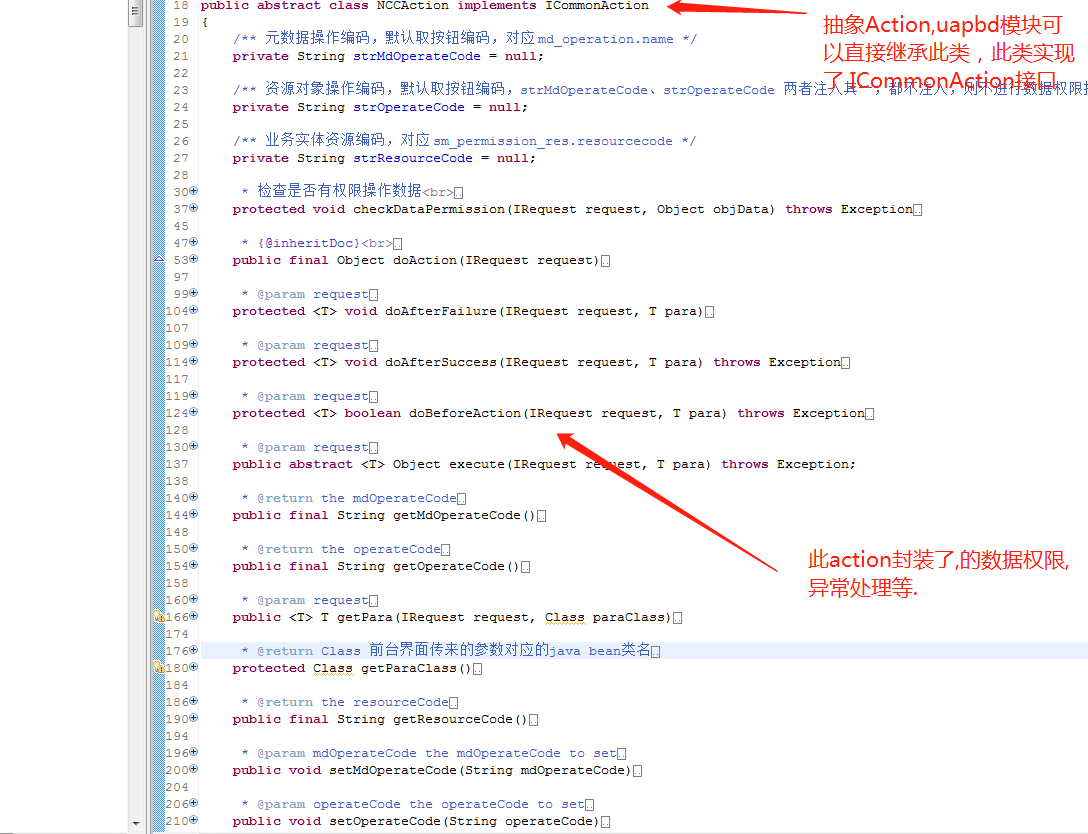 18 public abstract class NCCAction implements ICommonAction
抽象Action,uapbd模块可
以直接继承此类，此类实现
了 ICommonAction接口
19 {
20 /** 元数据操作编码，默认取按钮编码，对应md_operation.name */
21 private String strMdOperateCode = null;
22
23 /** 资源对象操作编码，默认取按钮编码，strMdOperateCode、strOperateCode 两者注入其一，都不注入，则不进行数据权限
24 private String strOperateCode = null;
25
26 /** 业务实体资源编码，对应sm_permission_res.resourcecode */
27 private String strResourceCode = null;
28
30 * 检查是否有权限操作数据<br>
37 protected void checkDataPermission(IRequest request, Object objData) throws Exception
45
47 * {@inheritDoc}<br>
53 public final Object doAction(IRequest request)
97
99 * @param request
104 protected <T> void doAfterFailure(IRequest request, T para)
107
109 * @param request
114 protected <T> void doAfterSuccess(IRequest request, T para) throws Exception
117
119 * @param request
124 protected <T> boolean doBeforeAction(IRequest request, T para) throws Exception
128
130 * @param request
137 public abstract <T> Object execute(IRequest request, T para) throws Exception;
138
140 * @return the mdOperateCode
144 public final String getMdOperateCode()
148
150 * @return the operateCode
154 public final String getOperateCode()
此action封装了,的数据权限,
异常处理等.
158
160 * @param request
166 public <T> T getPara(IRequest request, Class paraClass)
174
176 * @return Class 前台界面传来的参数对应的java bean类名
180 protected Class getParaClass()
184
186 * @return the resourceCode
190 public final String getResourceCode()
194
196 * @param mdOperateCode the mdOperateCode to set
200 public void setMdOperateCode(String mdOperateCode)
204
206 * @param operateCode the operateCode to set
210 public void setOperateCode(String operateCode)